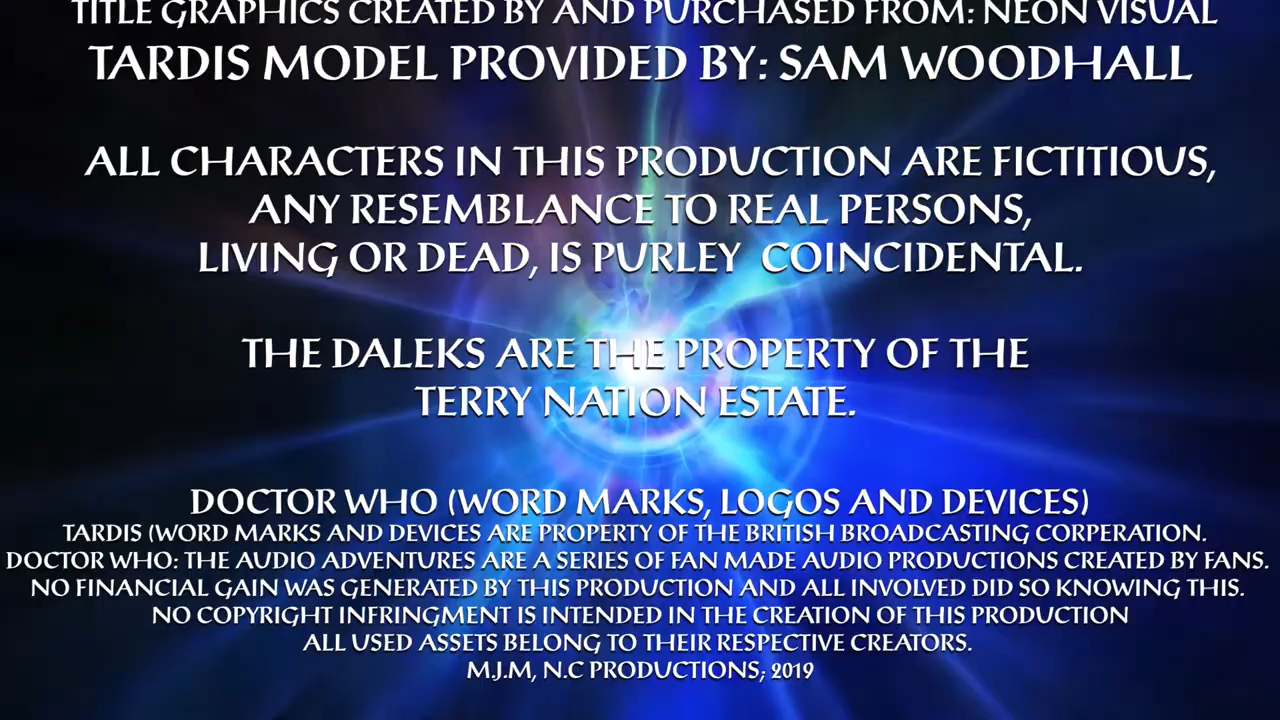 TITLE GRAPHICS CREATED BY AND PURCHASED FROM: NEON VISUAL
TARDIS MODEL PROVIDED BY: SAM WOODHALL
ALL CHARACTERS IN THIS PRODUCTION ARE FICTITIOUS,
ANY RESEMBLANCE TO REAL PERSONS,
LIVING OR DEAD, IS PURLEY COINCIDENTAL.
THE DALEKS ARE THE PROPERTY OF THE
TERRY NATION ESTATE.
DOCTOR WHO (WORD MARKS, LOGOS AND DEVICES)
TARDIS (WORD MARKS AND DEVICES ARE PROPERTY OF THE BRITISH BROADCASTING CORPERATION.
DOCTOR WHO: THE AUDIO ADVENTURES ARE A SERIES OF FAN MADE AUDIO PRODUCTIONS CREATED BY FANS.
NO FINANCIAL GAIN WAS GENERATED BY THIS PRODUCTION AND ALL INVOLVED DID SO KNOWING THIS.
NO COPYRIGHT INFRINGMENT IS INTENDED IN THE CREATION OF THIS PRODUCTION
ALL USED ASSETS BELONG TO THEIR RESPECTIVE CREATORS.
M.J.M, N.C PRODUCTIONS; 2019